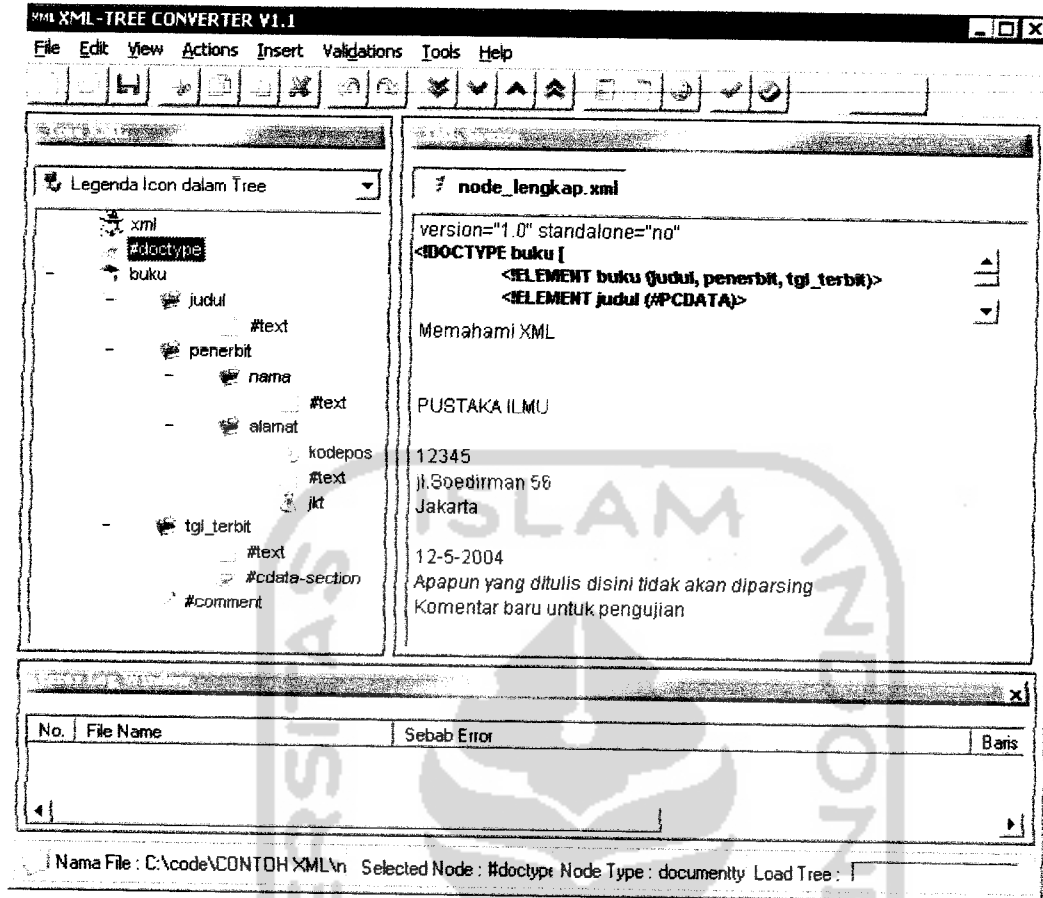 XML XML-TREE CONVERTER V1.1
File Edit View Actions Insert Validations Tools Help
Legenda Icon dalam Tree
node_lengkap.xml
xml
version="1.0" standalone="no"
#doctype
<!DOCTYPE buku [
<!ELEMENT buku (judul, penerbit, tgl_terbit)>
<!ELEMENT judul (#PCDATA)>
buku
judul
#text
Memahami XML
penerbit
nama
#text
PUSTAKA ILMU
alamat
kodepos
12345
#text
jl.Soedirman 56
jkt
Jakarta
tgl_terbit
#text
12-5-2004
#cdata-section
Apapun yang ditulis disini tidak akan diparsing
#comment
Komentar baru untuk pengujian
No. File Name Sebab Error Baris
Nama File : C:\code\CONTOH XML\n Selected Node : #doctype Node Type : documentty Load Tree :
ISLAM